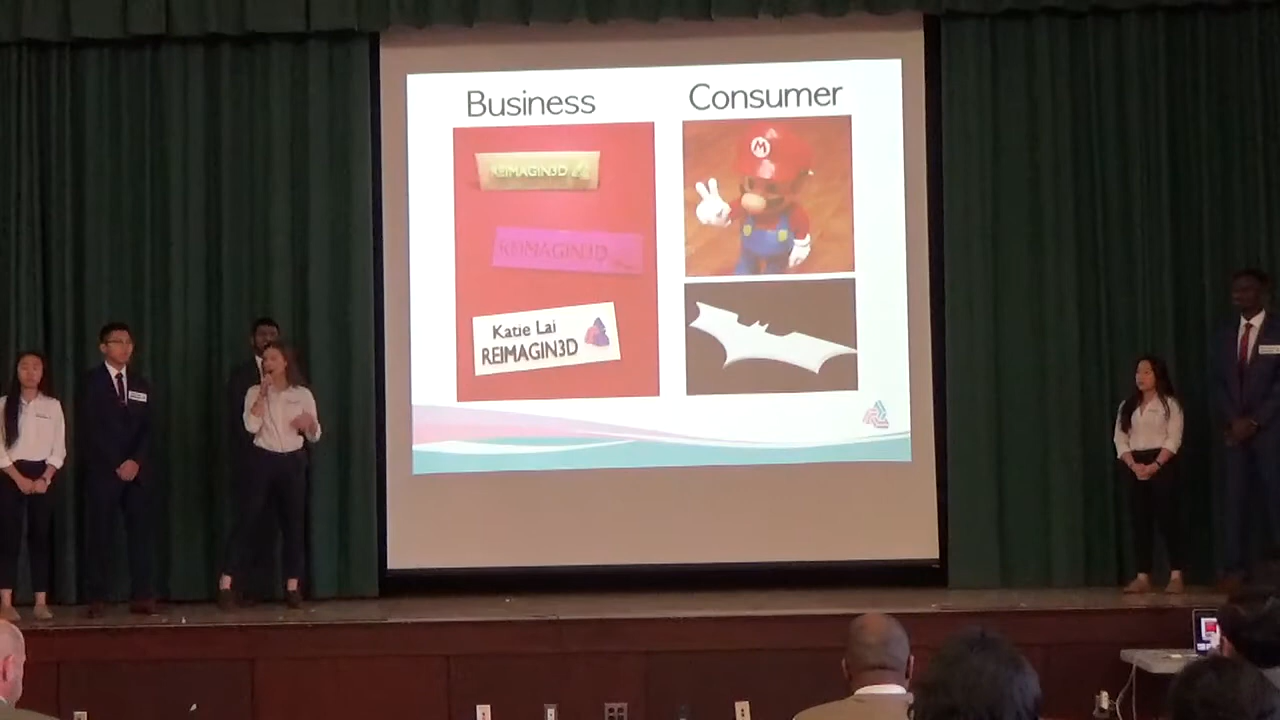 Business
Consumer
REIMAGIN3D
REIMAGIN3D
Katie Lai
REIMAGIN3D
M